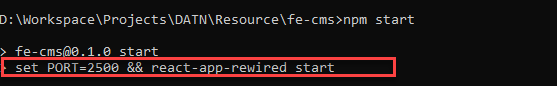 D:\Workspace\Projects\DATN\Resource\fe-cms>npm start
> fe-cms@0.1.0 start
> set PORT=2500 && react-app-rewired start